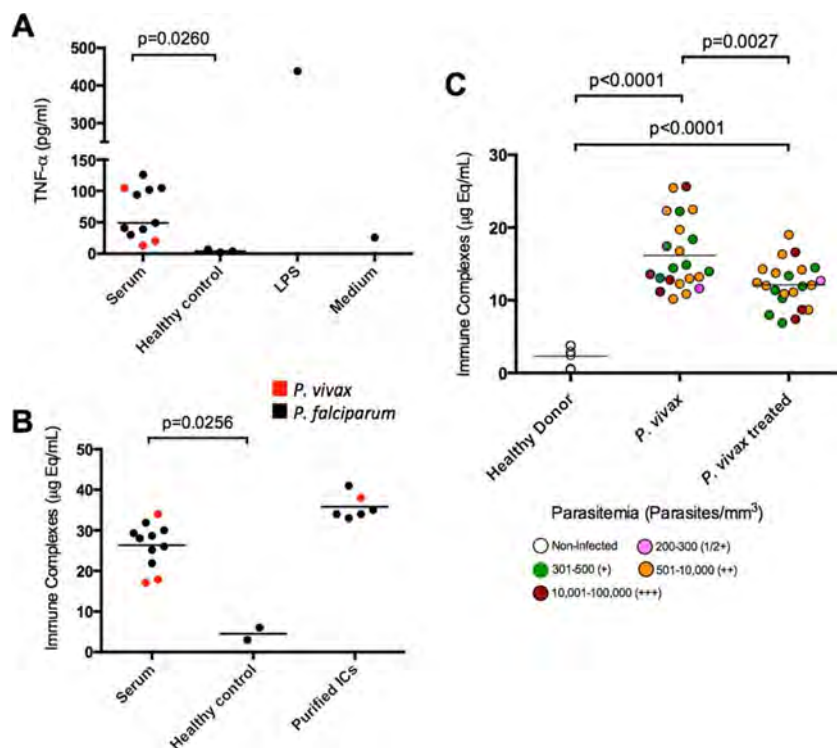 A
p=0.0260
TNF-α (pg/ml)
500
400
300
200
150
100
50
0
Serum
Healthy control
LPS
Medium
P. vivax
P. falciparum
B
p=0.0256
Immune Complexes (µg Eq/mL)
50
40
30
20
10
0
Serum
Healthy control
Purified ICs
C
p=0.0027
p<0.0001
p<0.0001
Immune Complexes (µg Eq/mL)
30
20
10
0
Healthy Donor
P. vivax
P. vivax treated
Parasitemia (Parasites/mm³)
Non-Infected
200-300 (1/2+)
301-500 (+)
501-10,000 (++)
10,001-100,000 (+++)